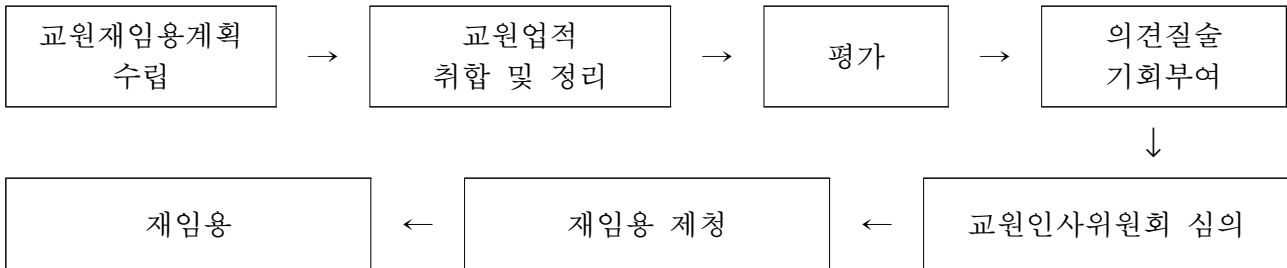 교원재임용계획
수립
→
교원업적
취합 및 정리
→
평가
→
의견질술
기회부여
↓
재임용
←
재임용 제청
←
교원인사위원회 심의